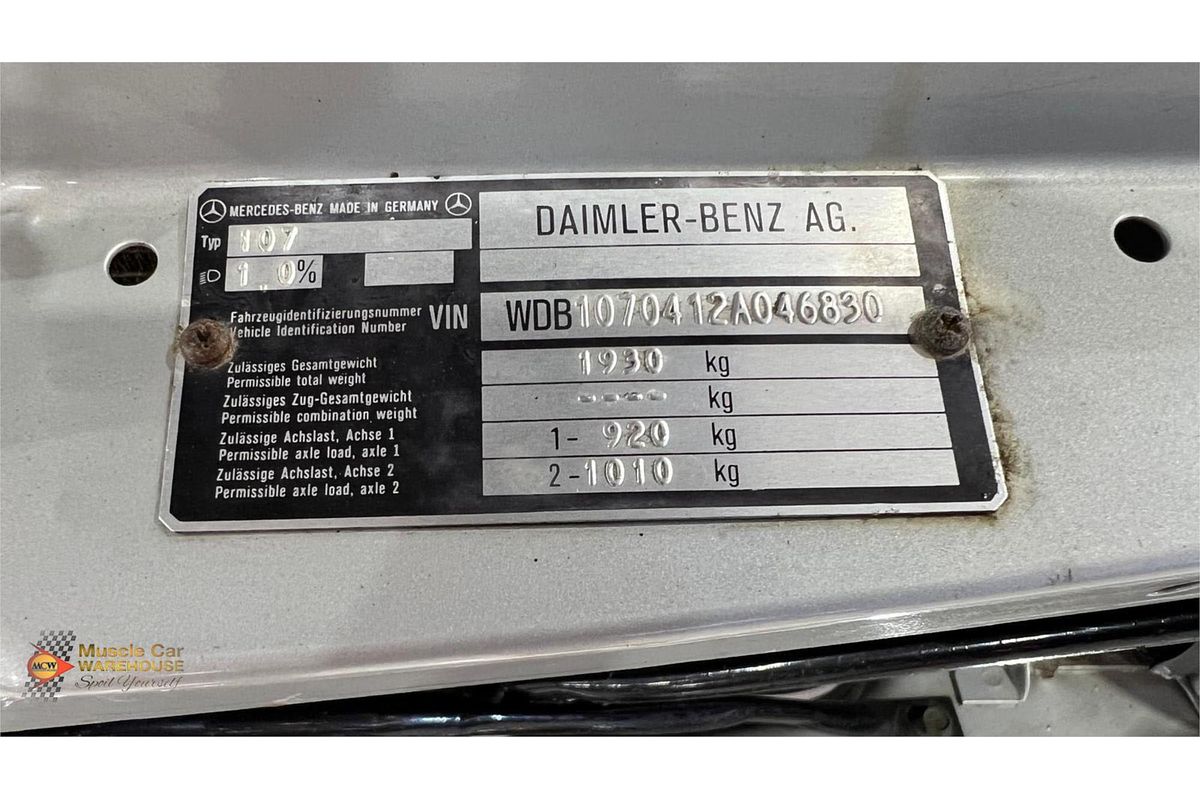 MERCEDES-BENZ MADE IN GERMANY
Typ 107
1,0%
DAIMLER-BENZ AG.
Fahrzeugidentifizierungsnummer
Vehicle Identification Number
VIN WDB1070412A046830
Zulässiges Gesamtgewicht
Permissible total weight
1930 kg
Zulässiges Zug-Gesamtgewicht
Permissible combination weight
---- kg
Zulässige Achslast, Achse 1
Permissible axle load, axle 1
1- 920 kg
Zulässige Achslast, Achse 2
Permissible axle load, axle 2
2-1010 kg
MCW
Muscle Car
WAREHOUSE
Spoil Yourself